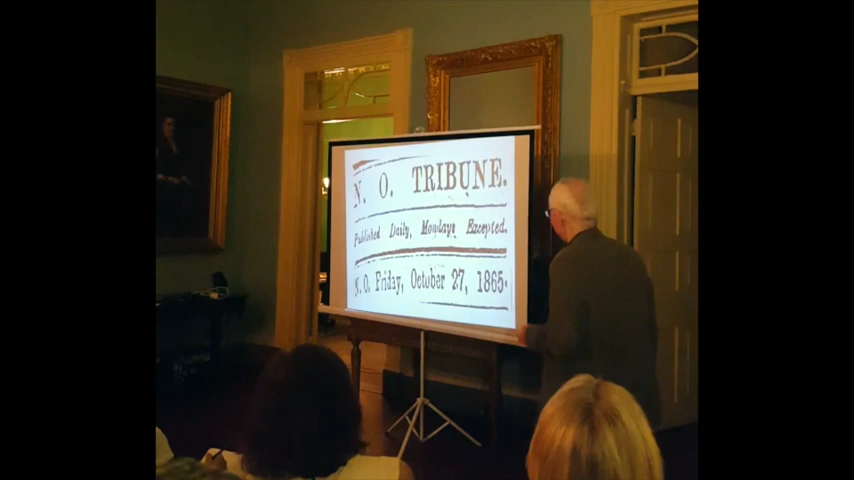 N. O. TRIBUNE.
Published Daily, Mondays Excepted.
N. O. Friday, October 27, 1865.